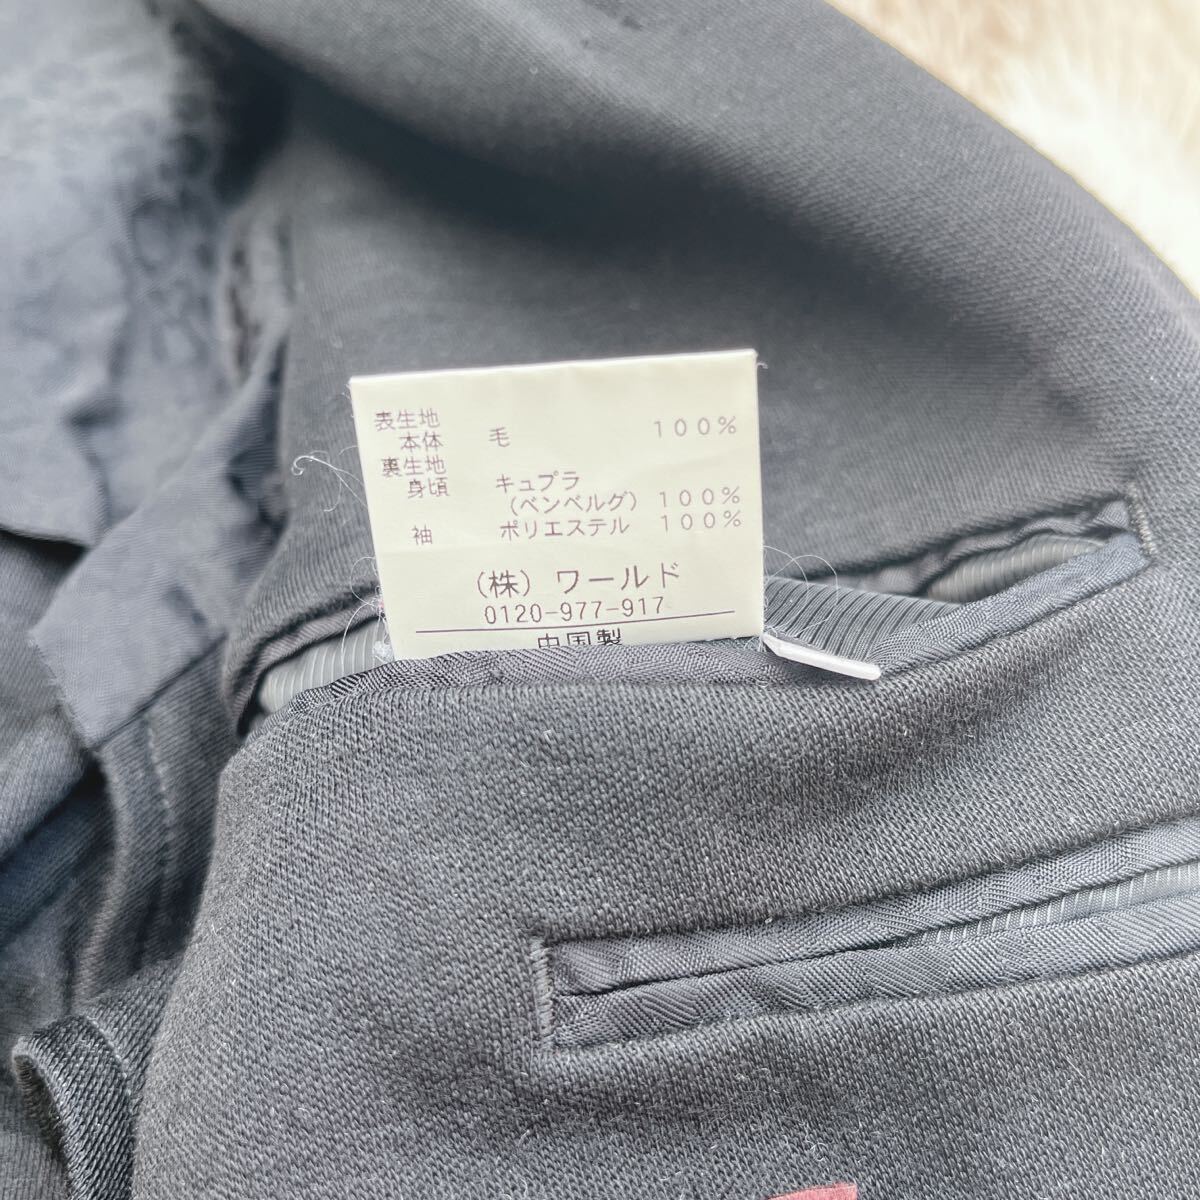 表生地
本体 毛 100%
裏生地
身頃 キュプラ
(ベンベルグ) 100%
袖 ポリエステル 100%
(株) ワールド
0120-977-917
中国製